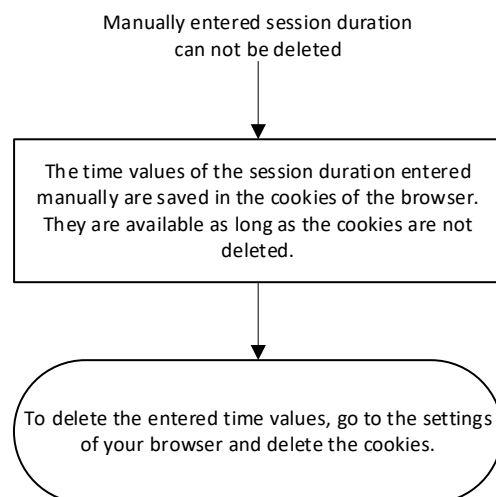 Manually entered session duration
can not be deleted
The time values of the session duration entered
manually are saved in the cookies of the browser.
They are available as long as the cookies are not
deleted.
To delete the entered time values, go to the settings
of your browser and delete the cookies.